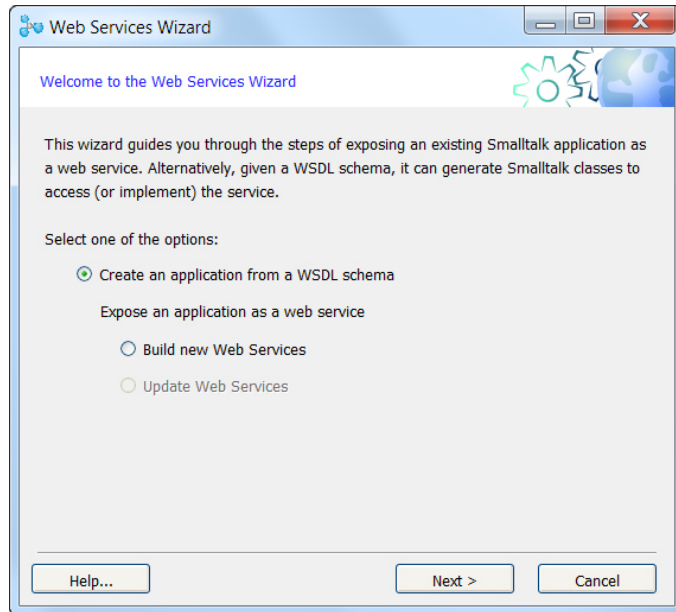 Web Services Wizard
Welcome to the Web Services Wizard
This wizard guides you through the steps of exposing an existing Smalltalk application as
a web service. Alternatively, given a WSDL schema, it can generate Smalltalk classes to
access (or implement) the service.
Select one of the options:
Create an application from a WSDL schema
Expose an application as a web service
Build new Web Services
Update Web Services
Help...
Next >
Cancel